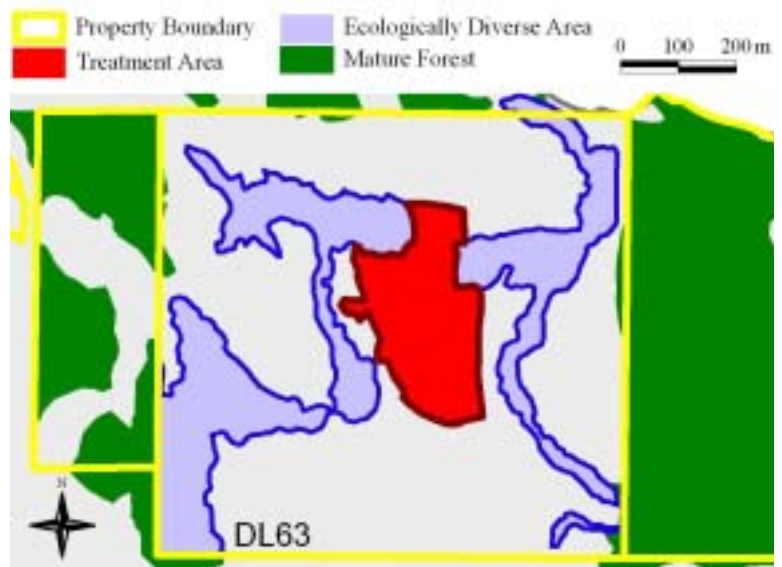 Property Boundary
Ecologically Diverse Area
Treatment Area
Mature Forest
0 100 200 m
N
DL63